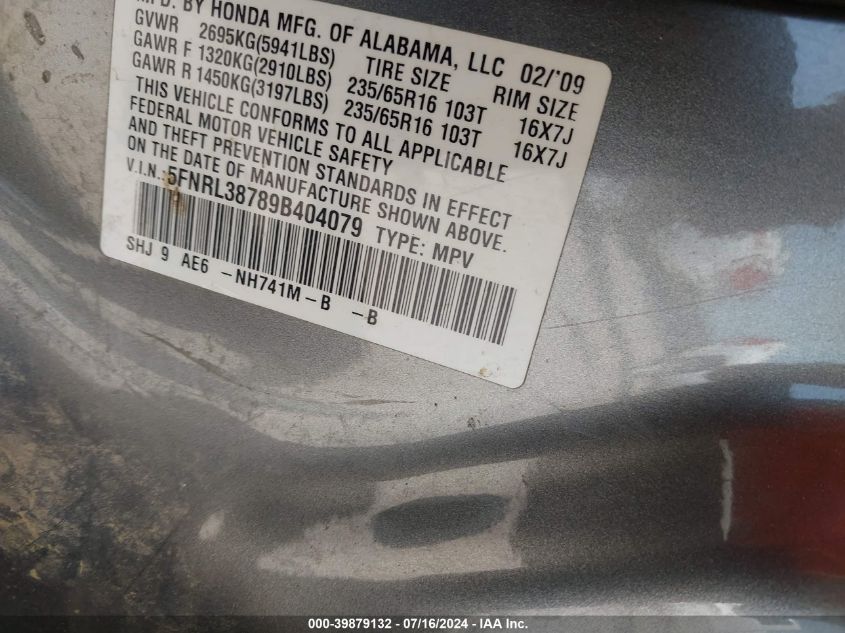 MFD. BY HONDA MFG. OF ALABAMA, LLC 02/'09
GVWR 2695KG(5941LBS) TIRE SIZE RIM SIZE
GAWR F 1320KG(2910LBS) 235/65R16 103T 16X7J
GAWR R 1450KG(3197LBS) 235/65R16 103T 16X7J
THIS VEHICLE CONFORMS TO ALL APPLICABLE
FEDERAL MOTOR VEHICLE SAFETY
AND THEFT PREVENTION STANDARDS IN EFFECT
ON THE DATE OF MANUFACTURE SHOWN ABOVE.
V.I.N.:5FNRL38789B404079 TYPE: MPV
SHJ 9 AE6 -NH741M-B -B
000-39879132 - 07/16/2024 - IAA Inc.